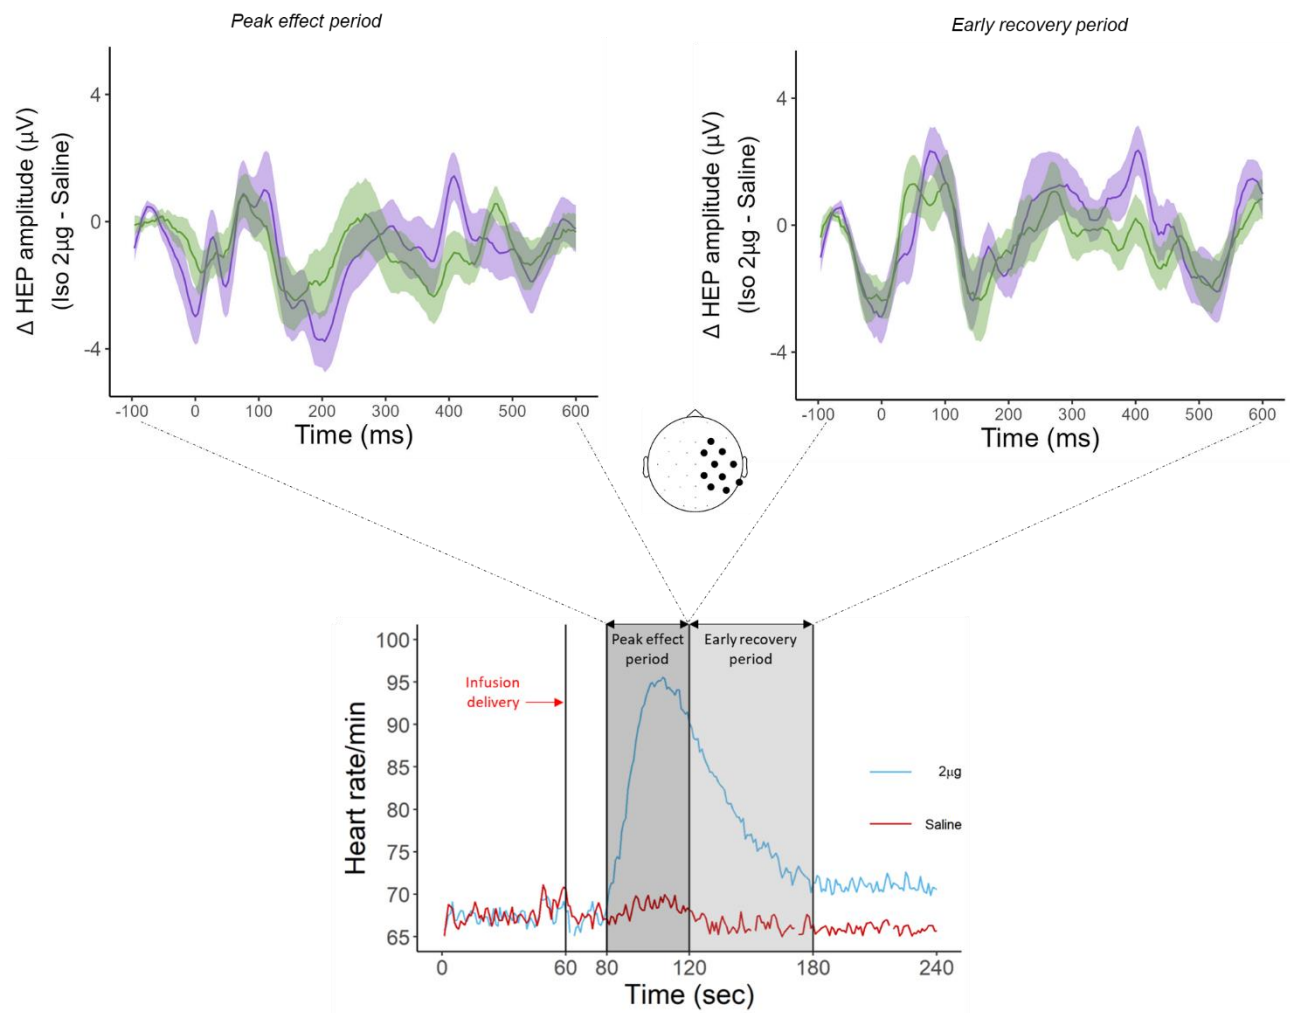 Peak effect period
Early recovery period
Δ HEP amplitude (μV)
(Iso 2μg - Saline)
4
0
-4
-100 0 100 200 300 400 500 600
Time (ms)
Δ HEP amplitude (μV)
(Iso 2μg - Saline)
4
0
-4
-100 0 100 200 300 400 500 600
Time (ms)
Heart rate/min
100
95
90
85
80
75
70
65
Infusion
delivery
Peak effect
period
Early recovery
period
2μg
Saline
0 60 80 120 180 240
Time (sec)